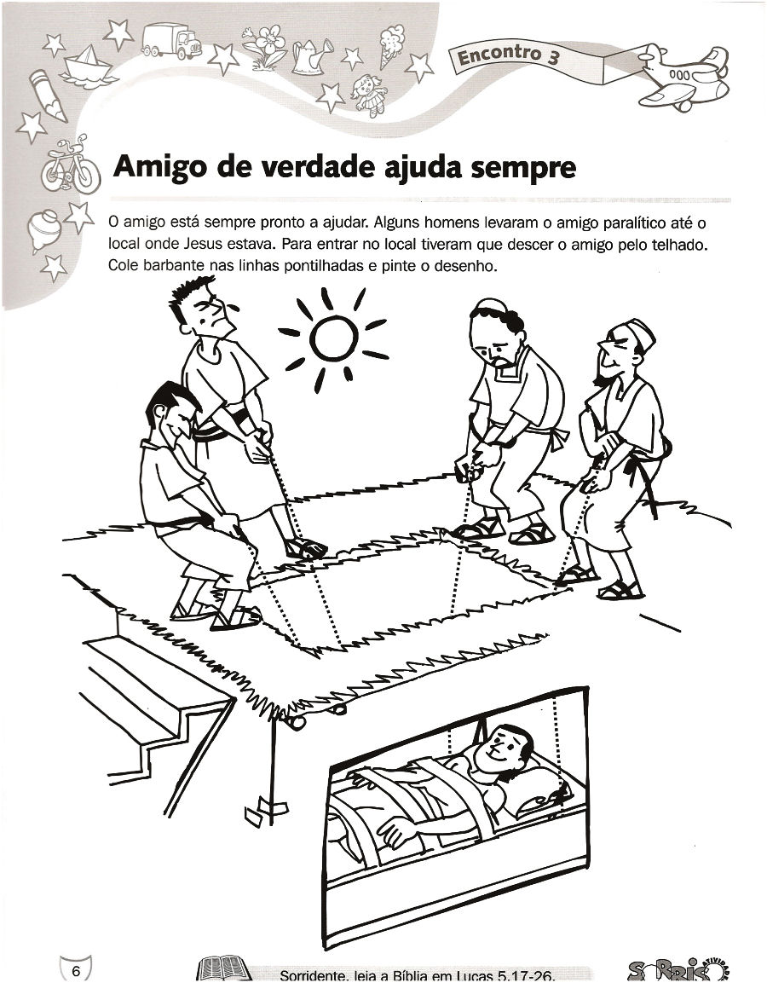 Encontro 3
Amigo de verdade ajuda sempre
O amigo está sempre pronto a ajudar. Alguns homens levaram o amigo paralítico até o
local onde Jesus estava. Para entrar no local tiveram que descer o amigo pelo telhado.
Cole barbante nas linhas pontilhadas e pinte o desenho.
6
Sorridente, leia a Bíblia em Lucas 5.17-26.
SORRISO